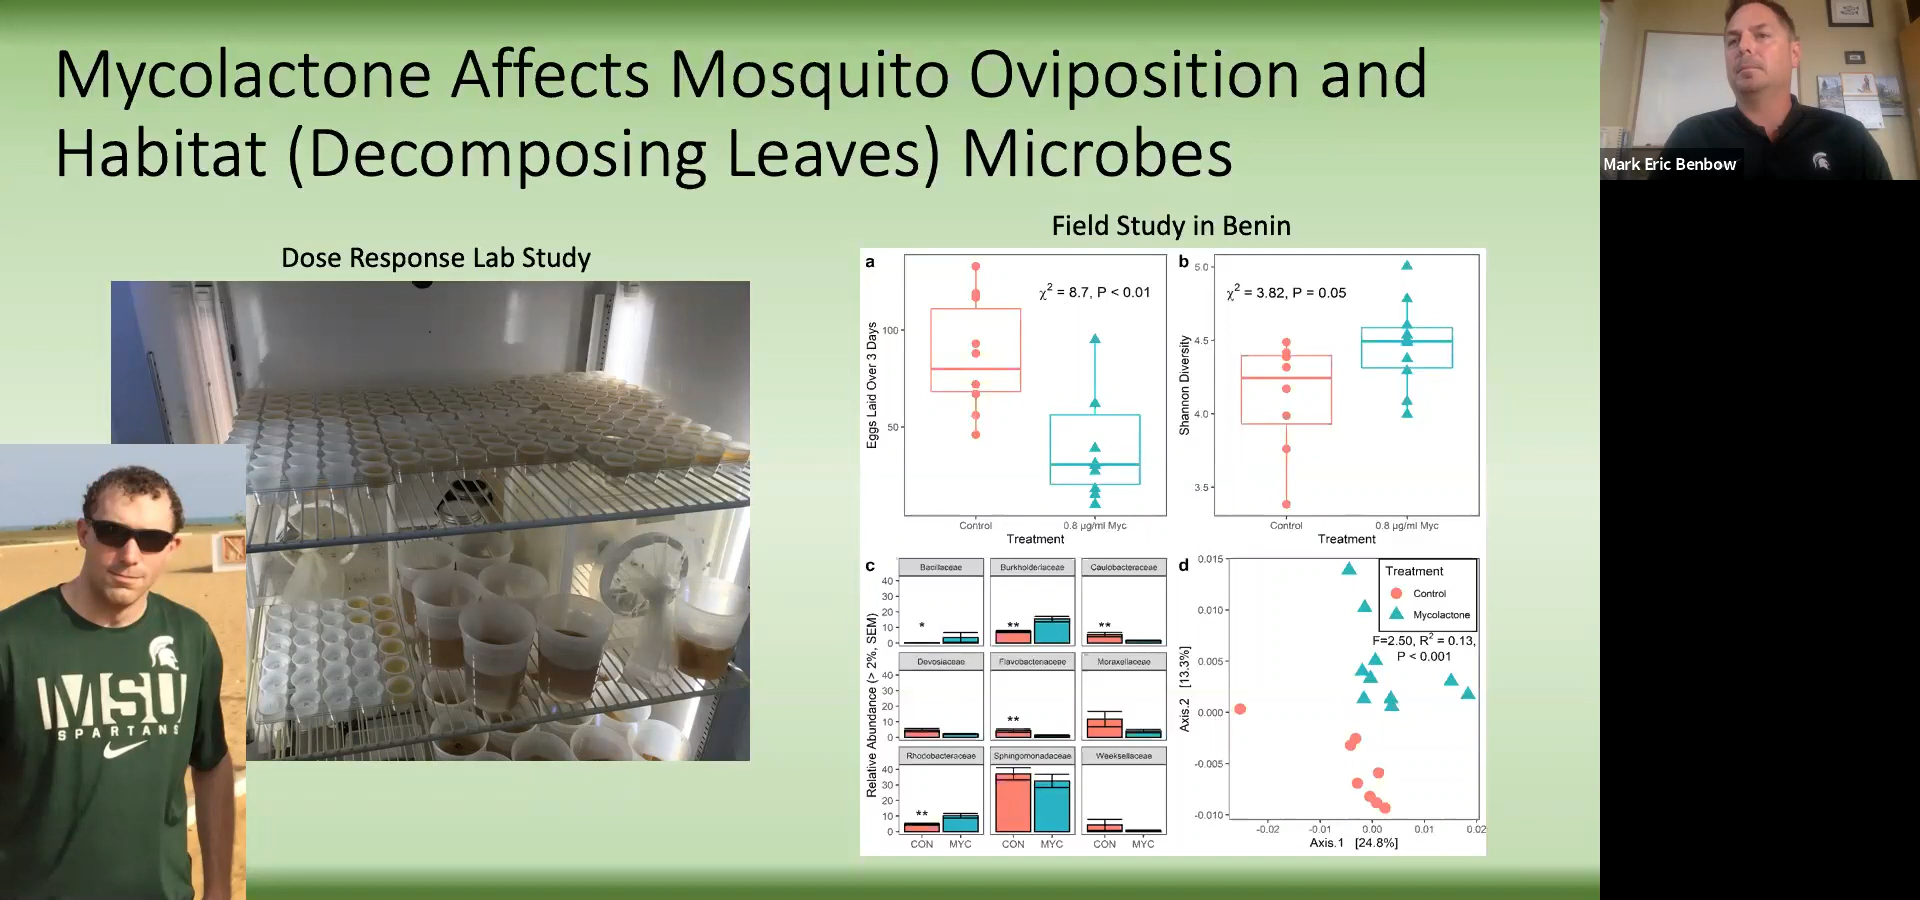 Mycolactone Affects Mosquito Oviposition and
Habitat (Decomposing Leaves) Microbes
Mark Eric Benbow
Dose Response Lab Study
MSU
SPARTANS
Field Study in Benin
a
χ² = 8.7, P < 0.01
Eggs Laid Over 3 Days
100
50
Control
0.8 µg/ml Myc
Treatment
b
χ² = 3.82, P = 0.05
Shannon Diversity
5.0
4.5
4.0
3.5
Control
0.8 µg/ml Myc
Treatment
c
Relative Abundance (> 2%, SEM)
Bacillaceae
Burkholderiaceae
Caulobacteraceae
40
30
20
10
0
*
**
**
Devosiaceae
Flavobacteriaceae
Moraxellaceae
40
30
20
10
0
**
Rhodobacteraceae
Sphingomonadaceae
Weeksellaceae
40
30
20
10
0
**
CON
MYC
CON
MYC
CON
MYC
d
Treatment
Control
Mycolactone
F=2.50, R² = 0.13,
P < 0.001
Axis.2 [13.3%]
0.015
0.010
0.005
0.000
-0.005
-0.010
-0.02
-0.01
0.00
0.01
0.02
Axis.1 [24.8%]